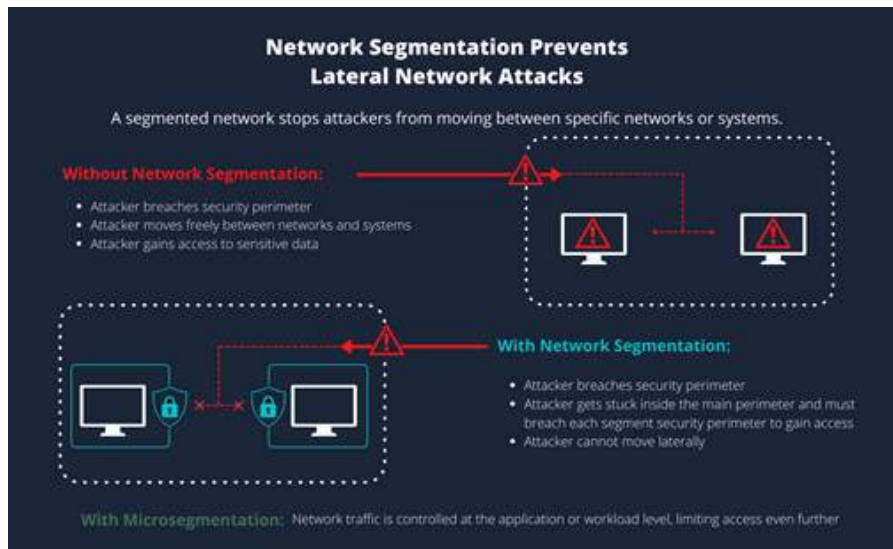 Network Segmentation Prevents
Lateral Network Attacks
A segmented network stops attackers from moving between specific networks or systems.
Without Network Segmentation:
• Attacker breaches security perimeter
• Attacker moves freely between networks and systems
• Attacker gains access to sensitive data
With Network Segmentation:
• Attacker breaches security perimeter
• Attacker gets stuck inside the main perimeter and must
breach each segment security perimeter to gain access
• Attacker cannot move laterally
With Microsegmentation: Network traffic is controlled at the application or workload level, limiting access even further